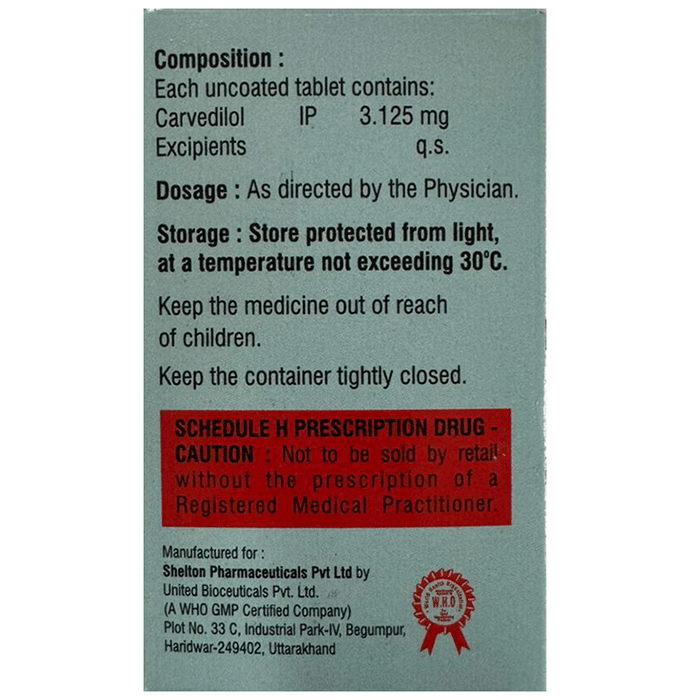 Composition :
Each uncoated tablet contains:
Carvedilol IP 3.125 mg
Excipients q.s.
Dosage : As directed by the Physician.
Storage : Store protected from light,
at a temperature not exceeding 30°C.
Keep the medicine out of reach
of children.
Keep the container tightly closed.
SCHEDULE H PRESCRIPTION DRUG -
CAUTION : Not to be sold by retail
without the prescription of a
Registered Medical Practitioner.
Manufactured for :
Shelton Pharmaceuticals Pvt Ltd by
United Bioceuticals Pvt. Ltd.
(A WHO GMP Certified Company)
Plot No. 33 C, Industrial Park-IV, Begumpur,
Haridwar-249402, Uttarakhand
World Health Organization
W.H.O